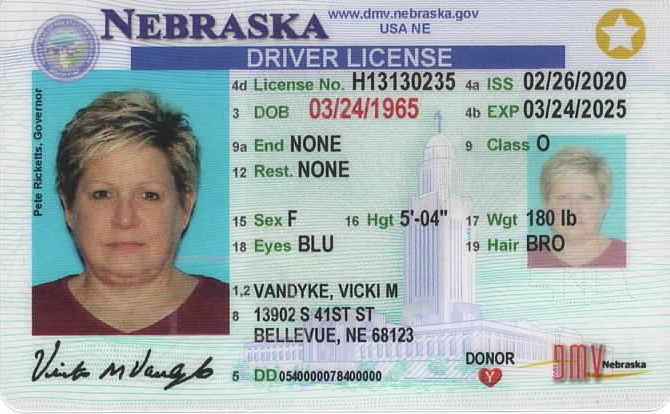 NEBRASKA
www.dmv.nebraska.gov
USA NE
DRIVER LICENSE
Pete Ricketts, Governor
4d License No. H13130235 4a ISS 02/26/2020
3 DOB 03/24/1965 4b EXP 03/24/2025
9a End NONE 9 Class O
12 Rest. NONE
15 Sex F 16 Hgt 5'-04" 17 Wgt 180 lb
18 Eyes BLU 19 Hair BRO
1,2 VANDYKE, VICKI M
8 13902 S 41ST ST
BELLEVUE, NE 68123
5 DD 0540000078400000
DONOR
Y
DMV Nebraska